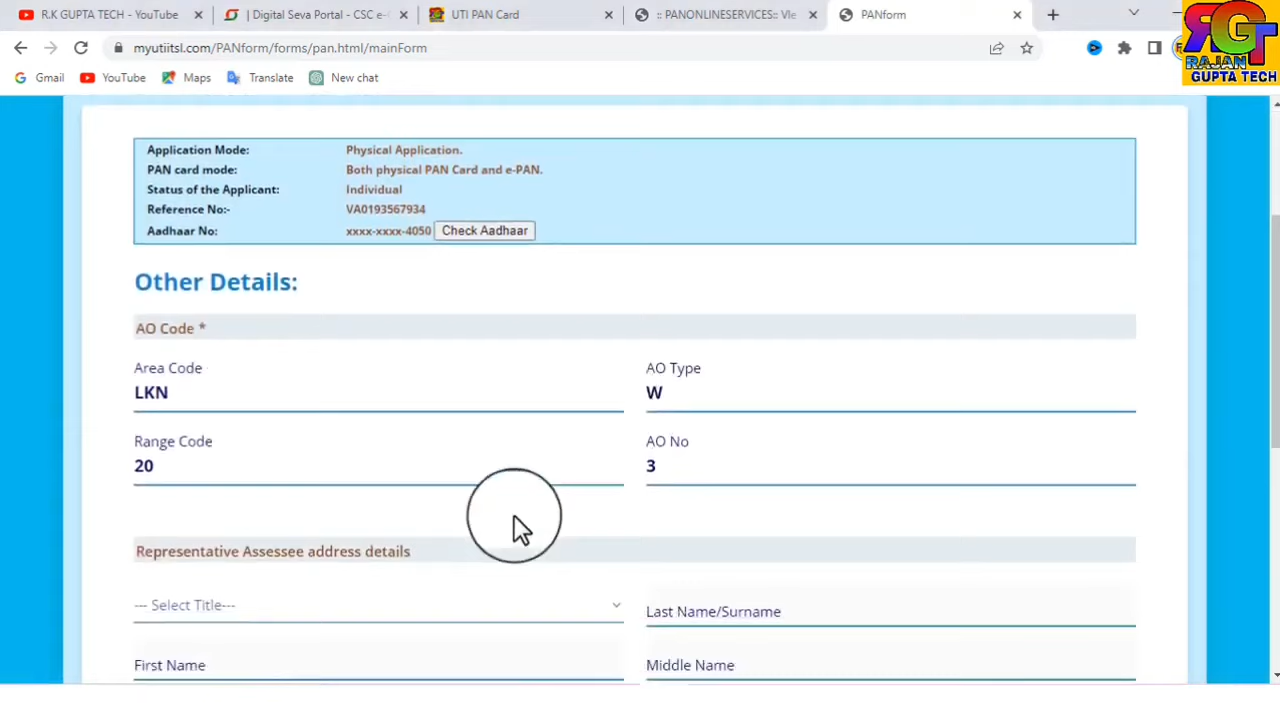 R.K GUPTA TECH - YouTube
| Digital Seva Portal - CSC e-
UTI PAN Card
:: PANONLINESERVICES:: Vie
PANform
myutiitsl.com/PANform/forms/pan.html/mainForm
Gmail
YouTube
Maps
Translate
New chat
RGT
RAJAN
GUPTA TECH
Application Mode: Physical Application.
PAN card mode: Both physical PAN Card and e-PAN.
Status of the Applicant: Individual
Reference No:- VA0193567934
Aadhaar No: xxxx-xxxx-4050 Check Aadhaar
Other Details:
AO Code *
Area Code
LKN
AO Type
W
Range Code
20
AO No
3
Representative Assessee address details
--- Select Title---
Last Name/Surname
First Name
Middle Name